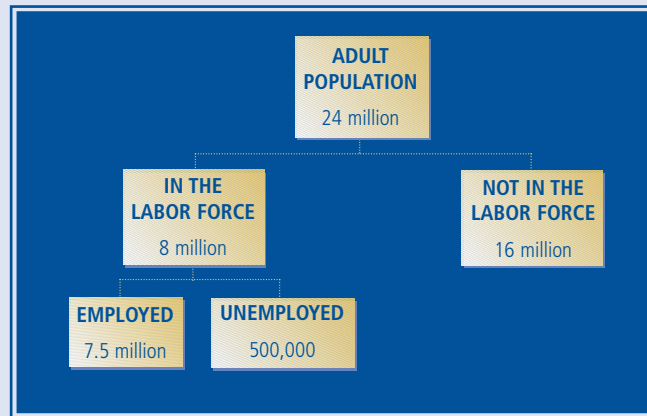 ADULT
POPULATION
24 million
IN THE
LABOR FORCE
8 million
NOT IN THE
LABOR FORCE
16 million
EMPLOYED
7.5 million
UNEMPLOYED
500,000